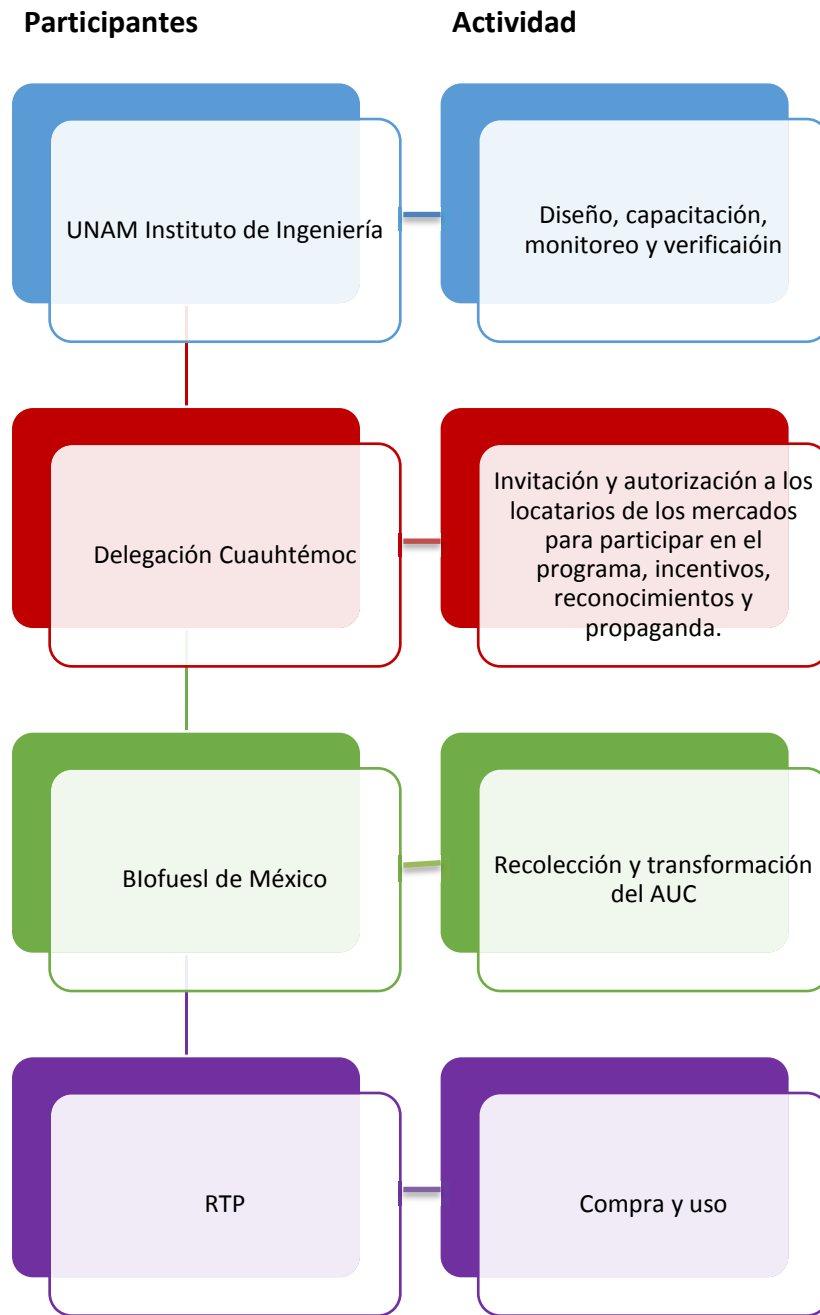 Participantes
Actividad
UNAM Instituto de Ingeniería
Diseño, capacitación,
monitoreo y verificaióin
Delegación Cuauhtémoc
Invitación y autorización a los
locatarios de los mercados
para participar en el
programa, incentivos,
reconocimientos y
propaganda.
BIofuesl de México
Recolección y transformación
del AUC
RTP
Compra y uso